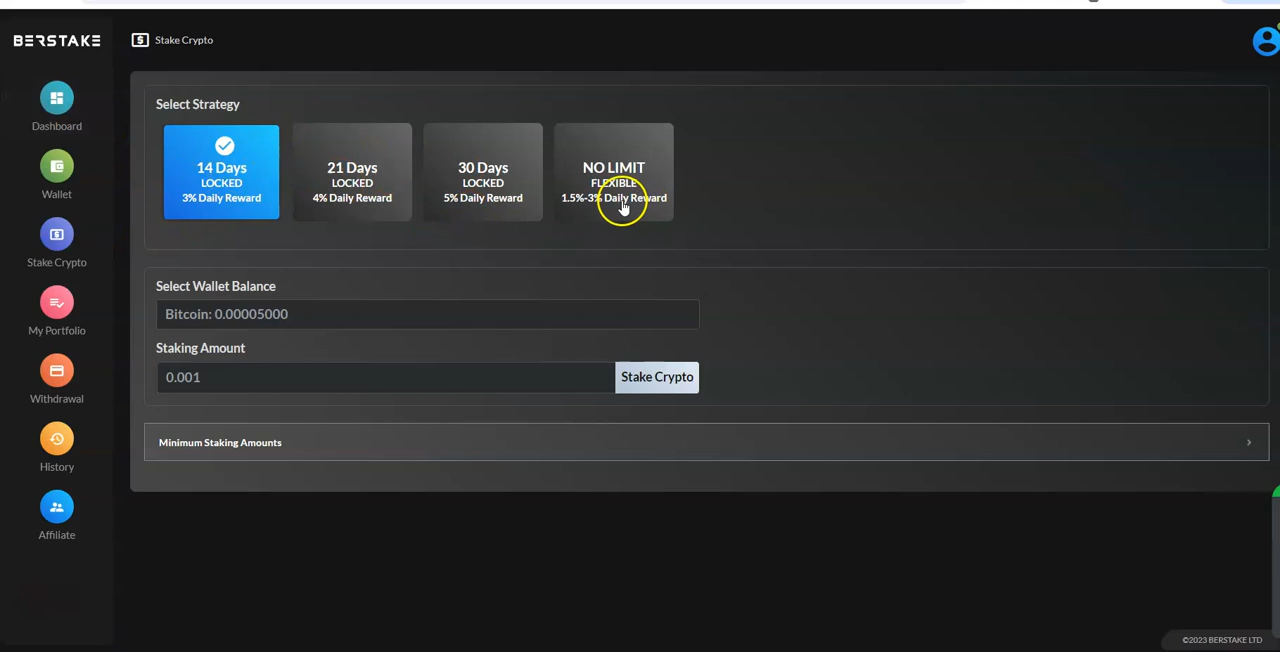 BERSTAKE
Stake Crypto
Dashboard
Wallet
Stake Crypto
My Portfolio
Withdrawal
History
Affiliate
Select Strategy
14 Days
LOCKED
3% Daily Reward
21 Days
LOCKED
4% Daily Reward
30 Days
LOCKED
5% Daily Reward
NO LIMIT
FLEXIBLE
1.5%-3% Daily Reward
Select Wallet Balance
Bitcoin: 0.00005000
Staking Amount
0.001
Stake Crypto
Minimum Staking Amounts
©2023 BERSTAKE LTD